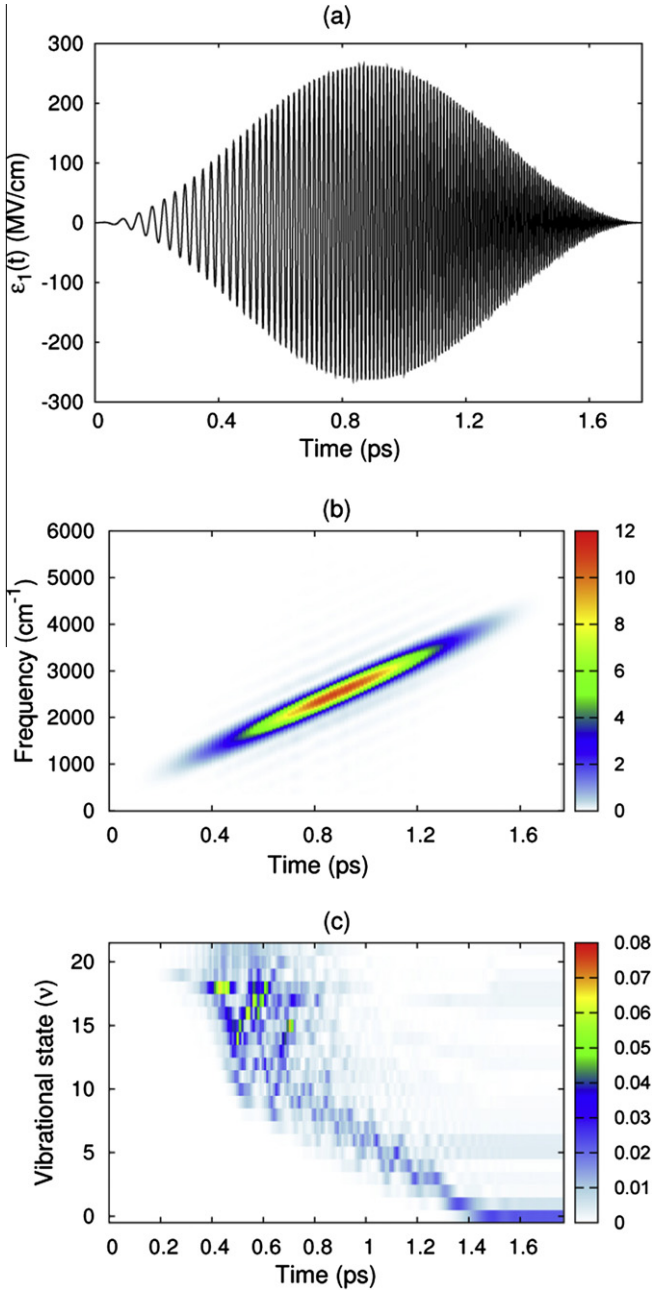 (a)
300
200
100
0
-100
-200
-300
ε₁(t) (MV/cm)
0 0.4 0.8 1.2 1.6
Time (ps)
(b)
6000
5000
4000
3000
2000
1000
0
Frequency (cm⁻¹)
0 0.4 0.8 1.2 1.6
Time (ps)
12
10
8
6
4
2
0
(c)
20
15
10
5
0
Vibrational state (v)
0 0.2 0.4 0.6 0.8 1 1.2 1.4 1.6
Time (ps)
0.08
0.07
0.06
0.05
0.04
0.03
0.02
0.01
0